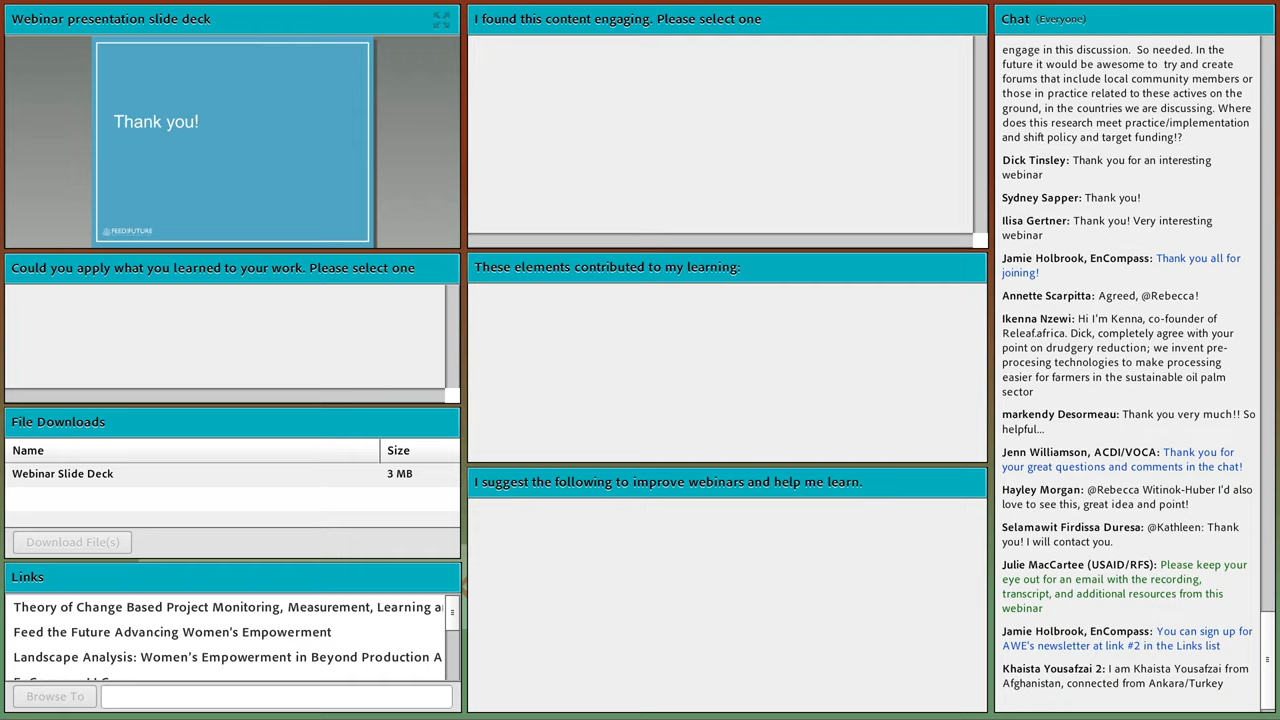 Webinar presentation slide deck
Thank you!
FEED THE FUTURE
Could you apply what you learned to your work. Please select one
File Downloads
Name Size
Webinar Slide Deck 3 MB
Download File(s)
Links
Theory of Change Based Project Monitoring, Measurement, Learning a
Feed the Future Advancing Women's Empowerment
Landscape Analysis: Women's Empowerment in Beyond Production A
Browse To
I found this content engaging. Please select one
These elements contributed to my learning:
I suggest the following to improve webinars and help me learn.
Chat (Everyone)
engage in this discussion. So needed. In the
future it would be awesome to try and create
forums that include local community members or
those in practice related to these actives on the
ground, in the countries we are discussing. Where
does this research meet practice/implementation
and shift policy and target funding!?
Dick Tinsley: Thank you for an interesting
webinar
Sydney Sapper: Thank you!
Ilisa Gertner: Thank you! Very interesting
webinar
Jamie Holbrook, EnCompass: Thank you all for
joining!
Annette Scarpitta: Agreed, @Rebecca!
Ikenna Nzewi: Hi I'm Kenna, co-founder of
Releaf.africa. Dick, completely agree with your
point on drudgery reduction; we invent pre-
procesing technologies to make processing
easier for farmers in the sustainable oil palm
sector
markendy Desormeau: Thank you very much!! So
helpful...
Jenn Williamson, ACDI/VOCA: Thank you for
your great questions and comments in the chat!
Hayley Morgan: @Rebecca Witinok-Huber I'd also
love to see this, great idea and point!
Selamawit Firdissa Duresa: @Kathleen: Thank
you! I will contact you.
Julie MacCartee (USAID/RFS): Please keep your
eye out for an email with the recording,
transcript, and additional resources from this
webinar
Jamie Holbrook, EnCompass: You can sign up for
AWE's newsletter at link #2 in the Links list
Khaista Yousafzai 2: I am Khaista Yousafzai from
Afghanistan, connected from Ankara/Turkey